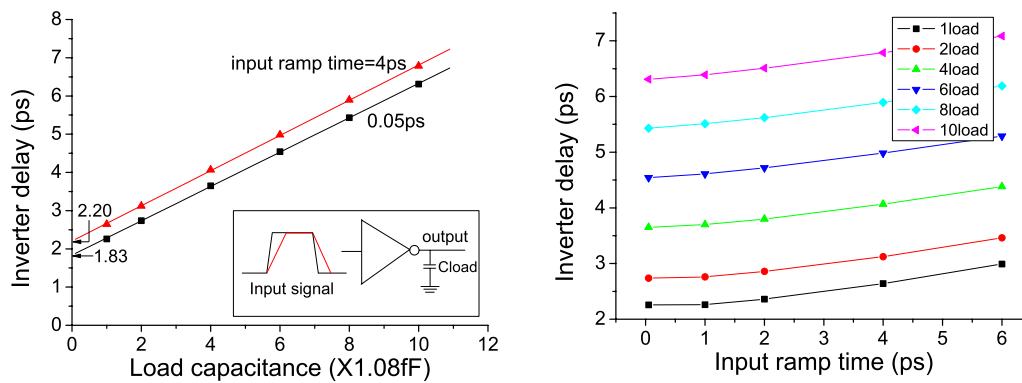 8
7
6
5
4
3
2
1
0
Inverter delay (ps)
input ramp time=4ps
0.05ps
2.20
1.83
output
Cload
Input signal
0 2 4 6 8 10 12
Load capacitance (X1.08fF)
7
6
5
4
3
2
Inverter delay (ps)
1load
2load
4load
6load
8load
10load
0 1 2 3 4 5 6
Input ramp time (ps)